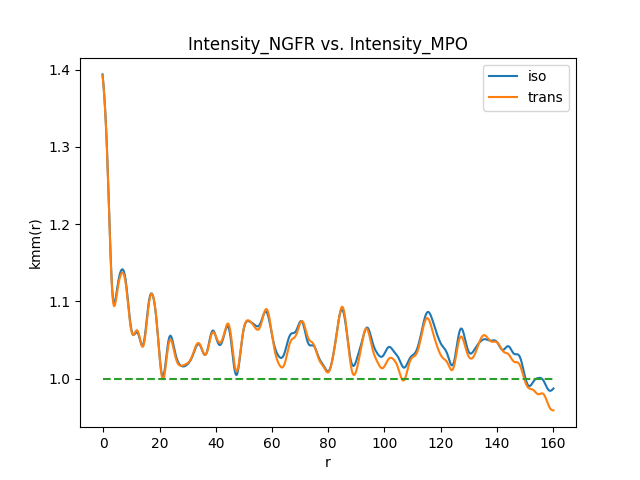 Intensity_NGFR vs. Intensity_MPO
1.4
1.3
1.2
1.1
1.0
kmm(r)
iso
trans
0 20 40 60 80 100 120 140 160
r